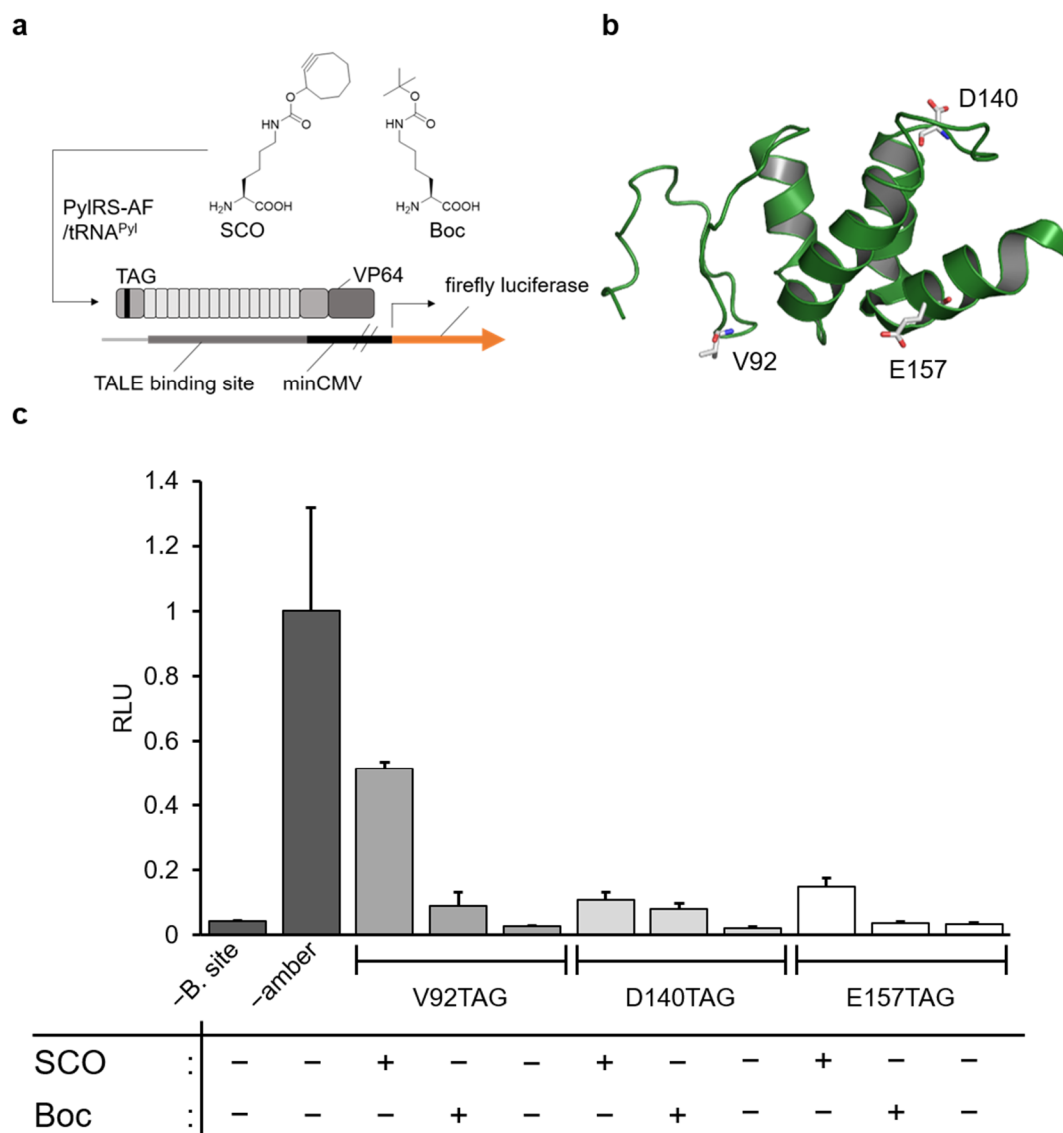 a
b
O
O
HN
O
O
HN
O
H₂N
COOH
SCO
H₂N
COOH
Boc
PylRS-AF
/tRNAᴾʸˡ
TAG
VP64
firefly luciferase
TALE binding site
minCMV
D140
V92
E157
c
RLU
1.4
1.2
1
0.8
0.6
0.4
0.2
0
−B. site
−amber
V92TAG
D140TAG
E157TAG
SCO : − − + − − + − − + − −
Boc : − − − + − − + − − + −